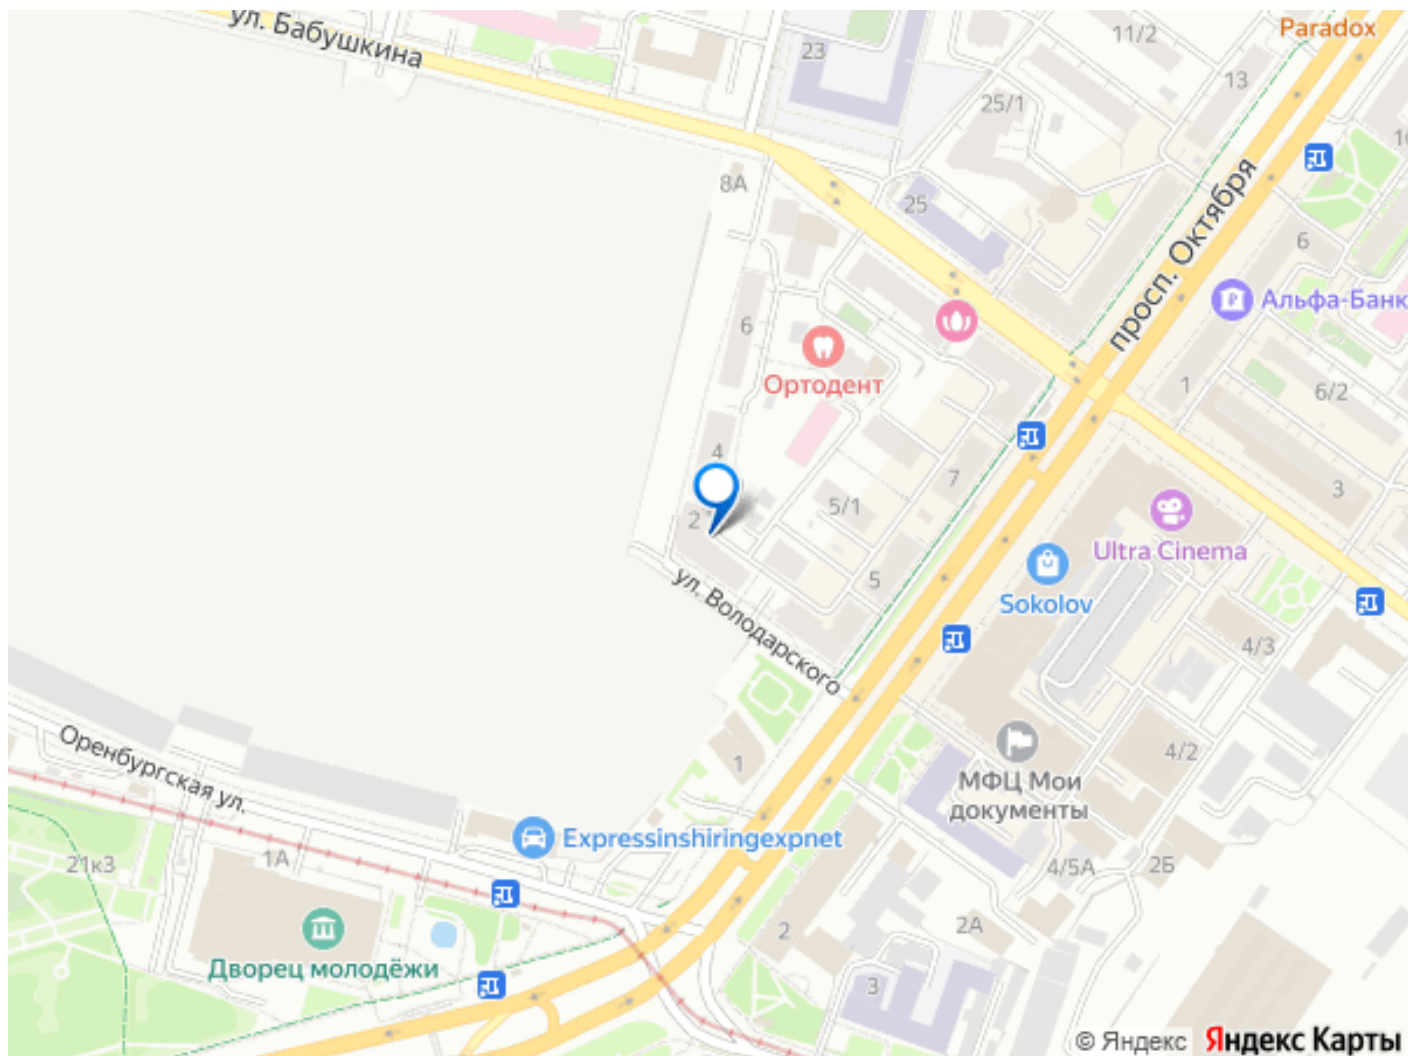 ул. Бабушкина
23
11/2
Paradox
13
25/1
8А
25
просп. Октября
6
Альфа-Банк
6
Ортодент
1
6/2
4
7
3
2
5/1
Ultra Cinema
ул. Володарского
5
Sokolov
4/3
Оренбургская ул.
1
МФЦ Мои
документы
4/2
Expressinshiringexpnet
21к3
1А
4/5А
2Б
2
2А
Дворец молодёжи
3
© Яндекс Яндекс Карты